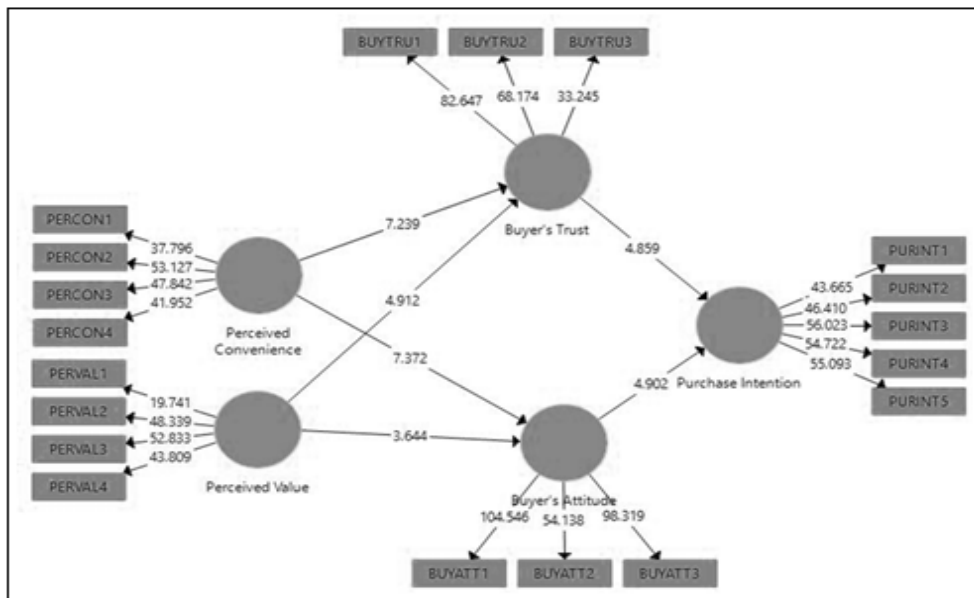 BUYTRU1 BUYTRU2 BUYTRU3
82.647 68.174 33.245
Buyer's Trust
PERCON1
PERCON2
PERCON3
PERCON4
37.796
53.127
47.842
41.952
Perceived
Convenience
7.239
4.912
7.372
4.859
PERVAL1
PERVAL2
PERVAL3
PERVAL4
19.741
48.339
52.833
43.809
Perceived Value
3.644
4.902
Purchase Intention
43.665
46.410
56.023
54.722
55.093
PURINT1
PURINT2
PURINT3
PURINT4
PURINT5
Buyer's Attitude
104.546 54.138 98.319
BUYATT1 BUYATT2 BUYATT3